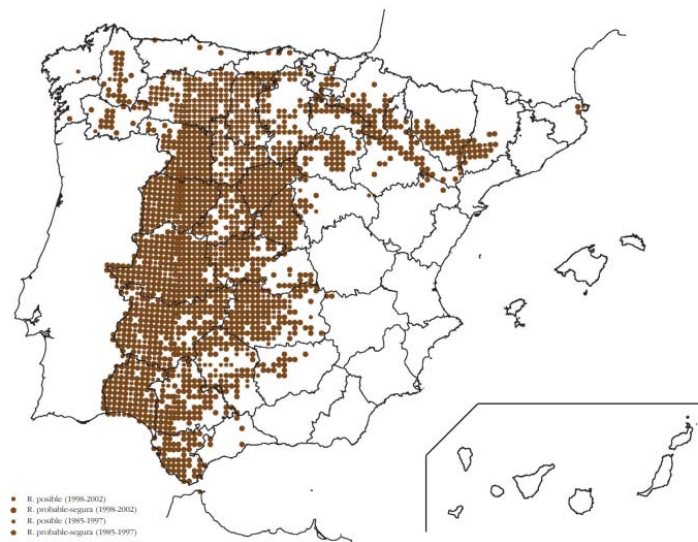 R. posible (1998-2002)
R. probable-segura (1998-2002)
R. posible (1985-1997)
R. probable-segura (1985-1997)